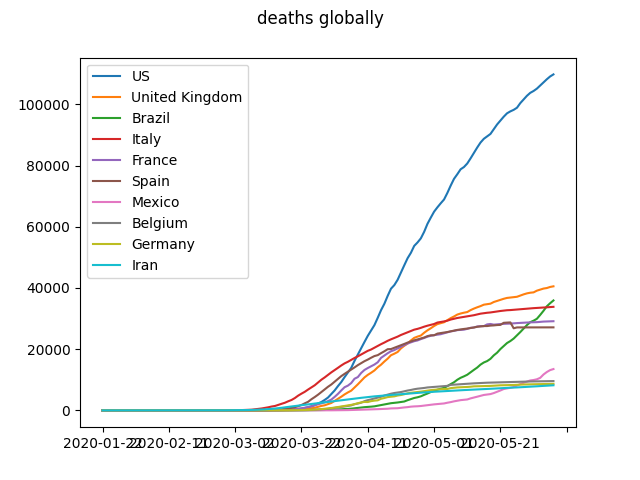 deaths globally
US
United Kingdom
Brazil
Italy
France
Spain
Mexico
Belgium
Germany
Iran
100000
80000
60000
40000
20000
0
2020-01-22 2020-02-11 2020-03-02 2020-03-22 2020-04-11 2020-05-01 2020-05-21